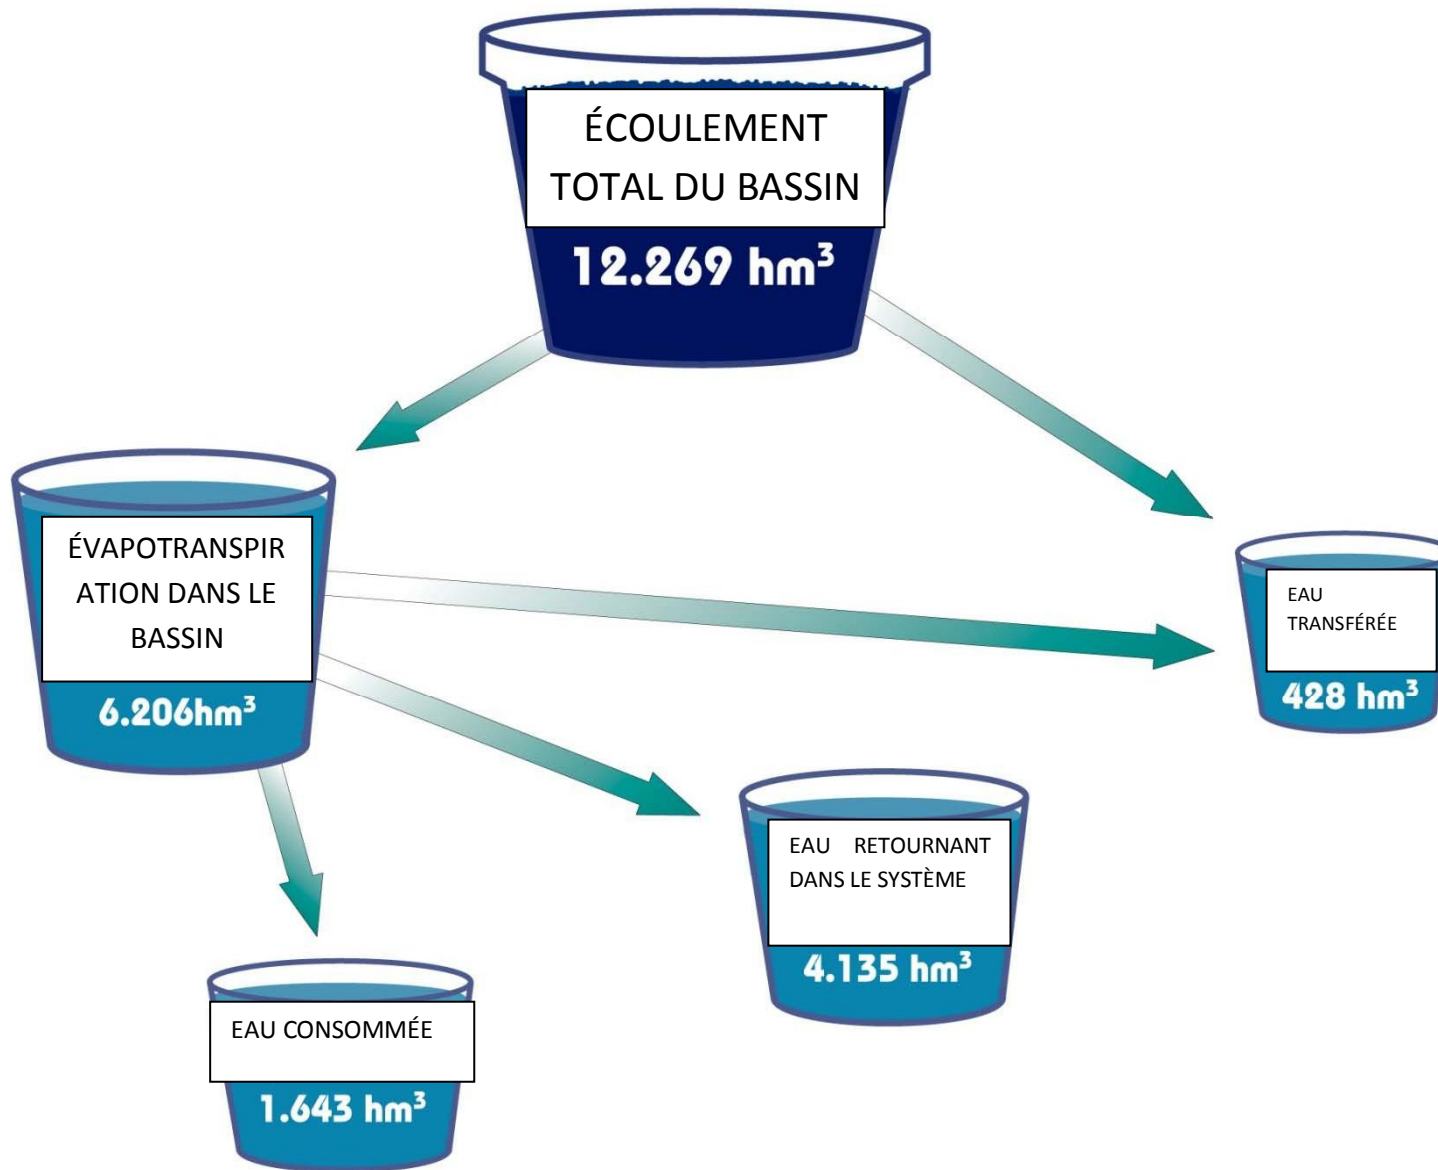 ÉCOULEMENT
TOTAL DU BASSIN
12.269 hm³
ÉVAPOTRANSPIR
ATION DANS LE
BASSIN
6.206hm³
EAU
TRANSFÉRÉE
428 hm³
EAU RETOURNANT
DANS LE SYSTÈME
4.135 hm³
EAU CONSOMMÉE
1.643 hm³